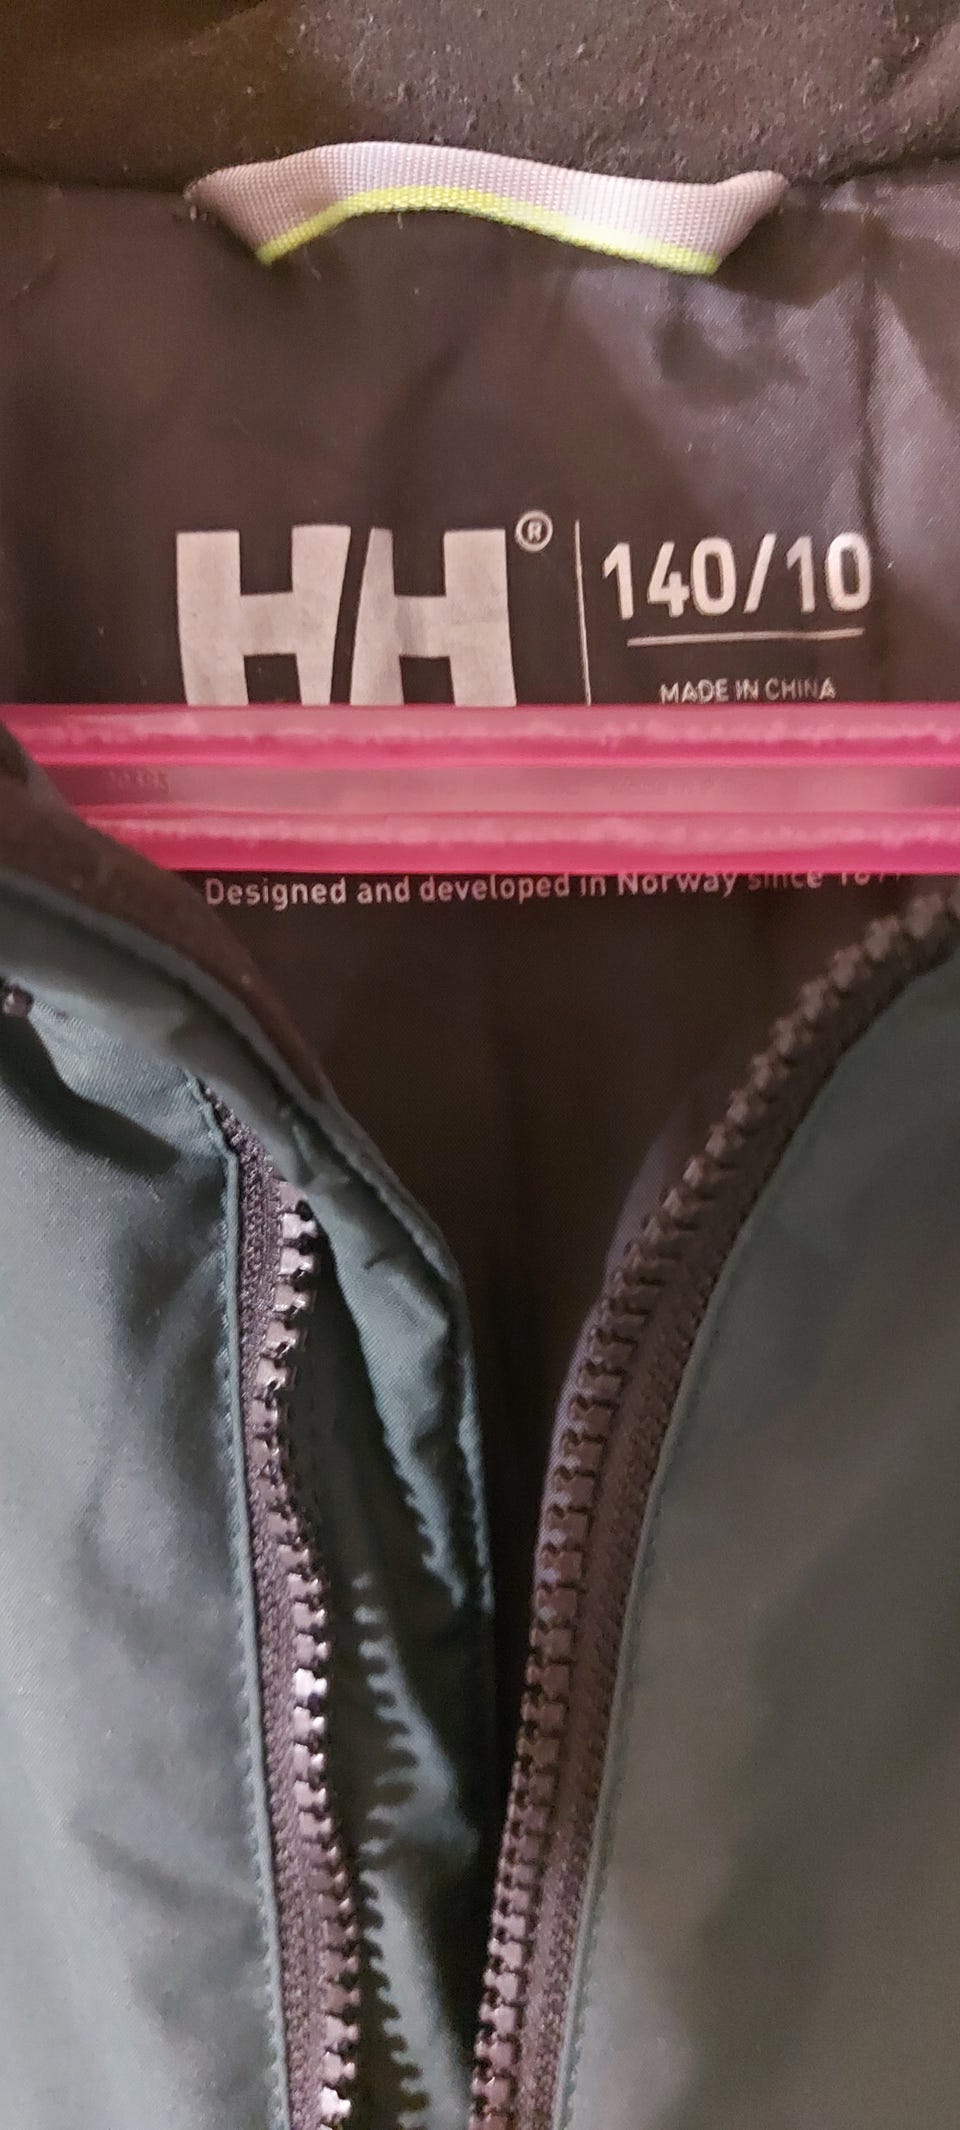 HH® 140/10
MADE IN CHINA
Designed and developed in Norway since